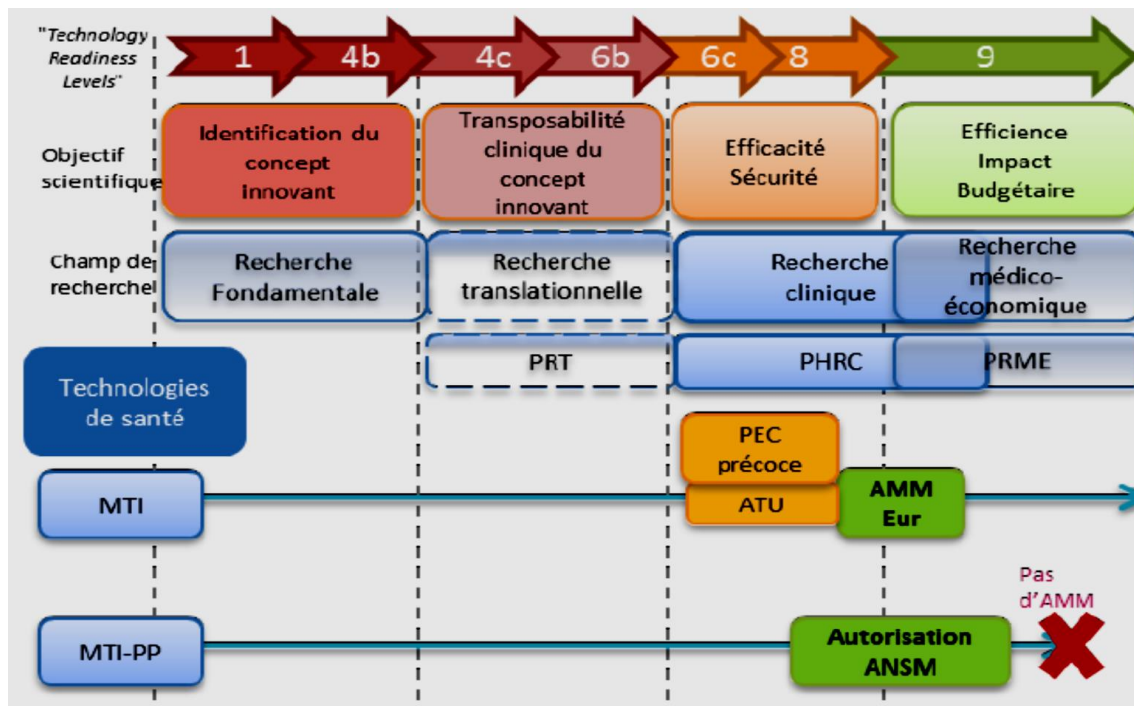 "Technology
Readiness
Levels"
1
4b
4c
6b
6c
8
9
Objectif
scientifique
Identification du
concept
innovant
Transposabilité
clinique du
concept
innovant
Efficacité
Sécurité
Efficience
Impact
Budgétaire
Champ de
recherche
Recherche
Fondamentale
Recherche
translationnelle
Recherche
clinique
Recherche
médico-
économique
PRT
PHRC
PRME
Technologies
de santé
PEC
précoce
MTI
ATU
AMM
Eur
Pas
d'AMM
MTI-PP
Autorisation
ANSM